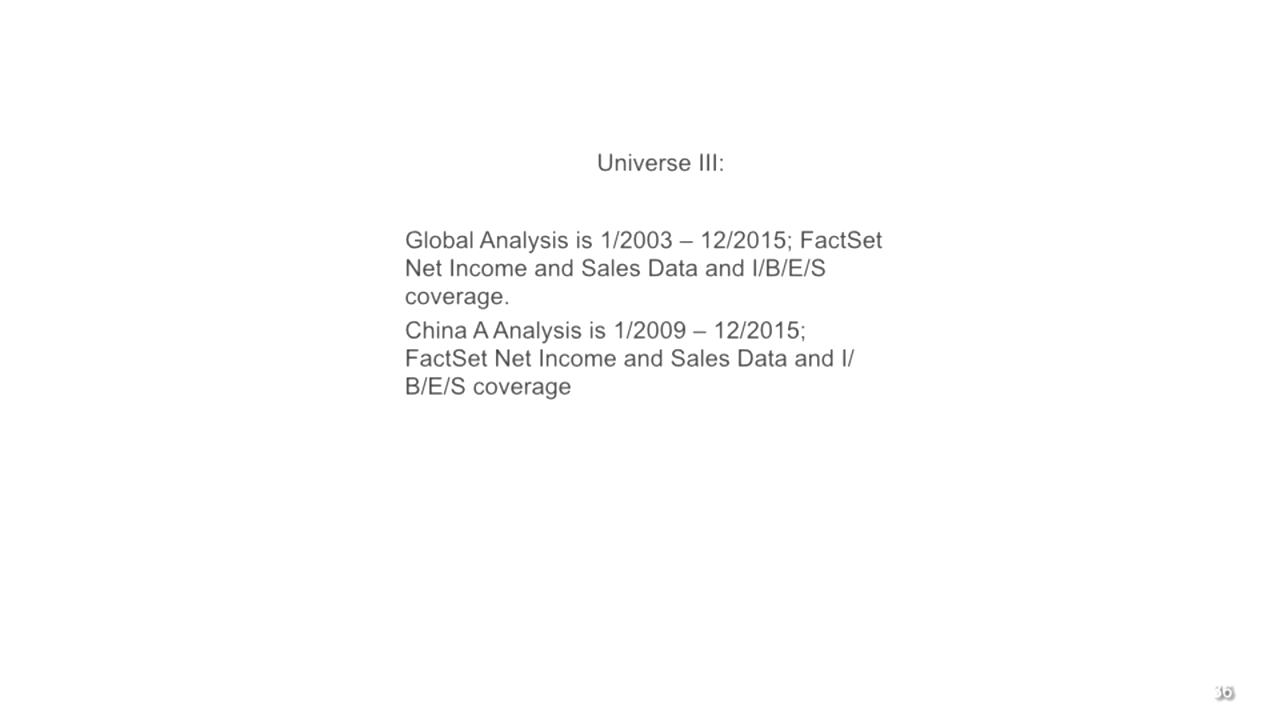 Universe III:
Global Analysis is 1/2003 – 12/2015; FactSet
Net Income and Sales Data and I/B/E/S
coverage.
China A Analysis is 1/2009 – 12/2015;
FactSet Net Income and Sales Data and I/
B/E/S coverage
36